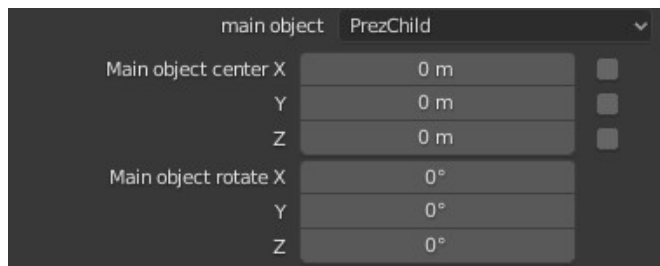 main object PrezChild
Main object center X 0 m
Y 0 m
Z 0 m
Main object rotate X 0°
Y 0°
Z 0°